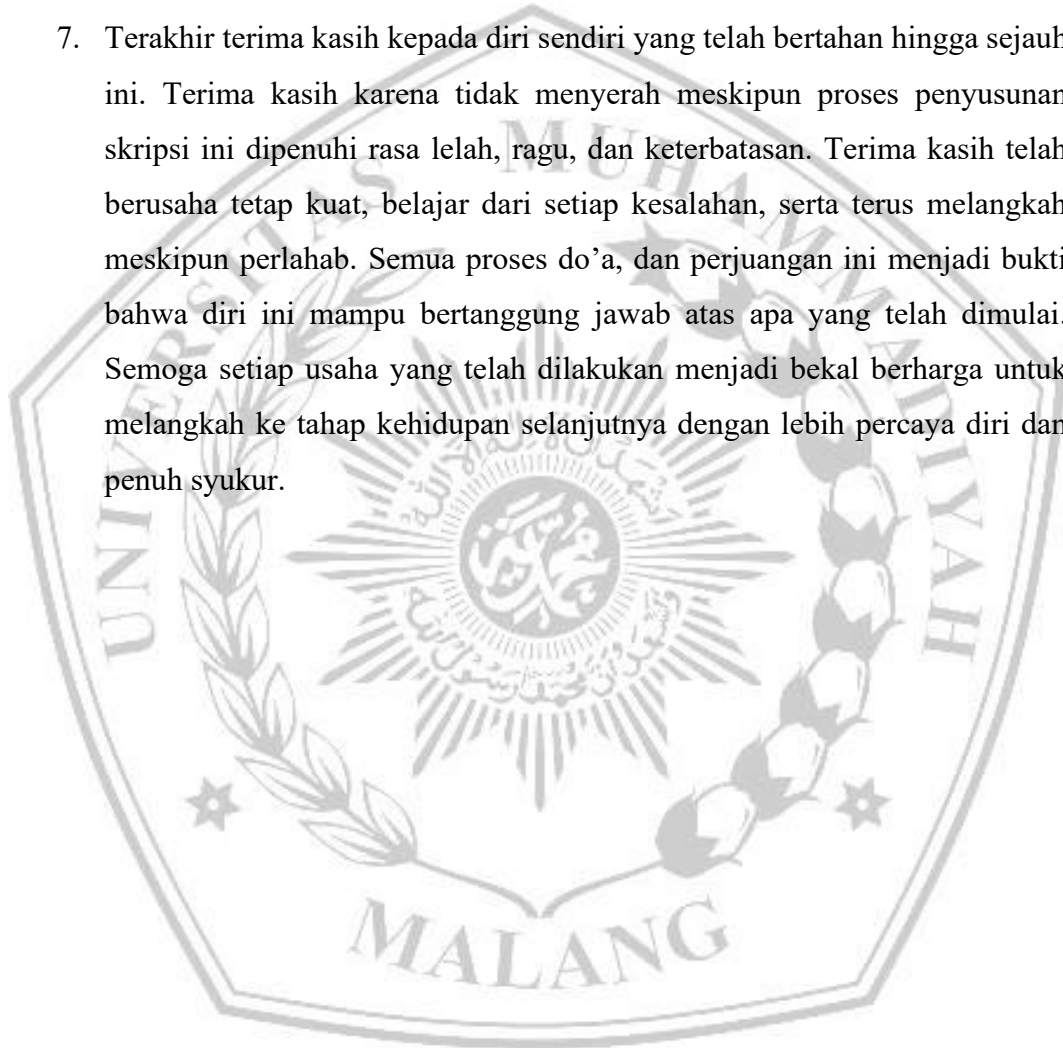 7. Terakhir terima kasih kepada diri sendiri yang telah bertahan hingga sejauh
ini. Terima kasih karena tidak menyerah meskipun proses penyusunan
skripsi ini dipenuhi rasa lelah, ragu, dan keterbatasan. Terima kasih telah
berusaha tetap kuat, belajar dari setiap kesalahan, serta terus melangkah
meskipun perlahab. Semua proses do’a, dan perjuangan ini menjadi bukti
bahwa diri ini mampu bertanggung jawab atas apa yang telah dimulai.
Semoga setiap usaha yang telah dilakukan menjadi bekal berharga untuk
melangkah ke tahap kehidupan selanjutnya dengan lebih percaya diri dan
penuh syukur.
UNIVERSITAS MUHAMMADIYAH
MALANG